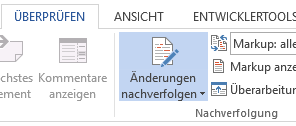 ÜBERPRÜFEN ANSICHT ENTWICKLERTOOLS
chstes Kommentare Änderungen Markup: alle
ement anzeigen nachverfolgen Markup anze
Überarbeitun
Nachverfolgung